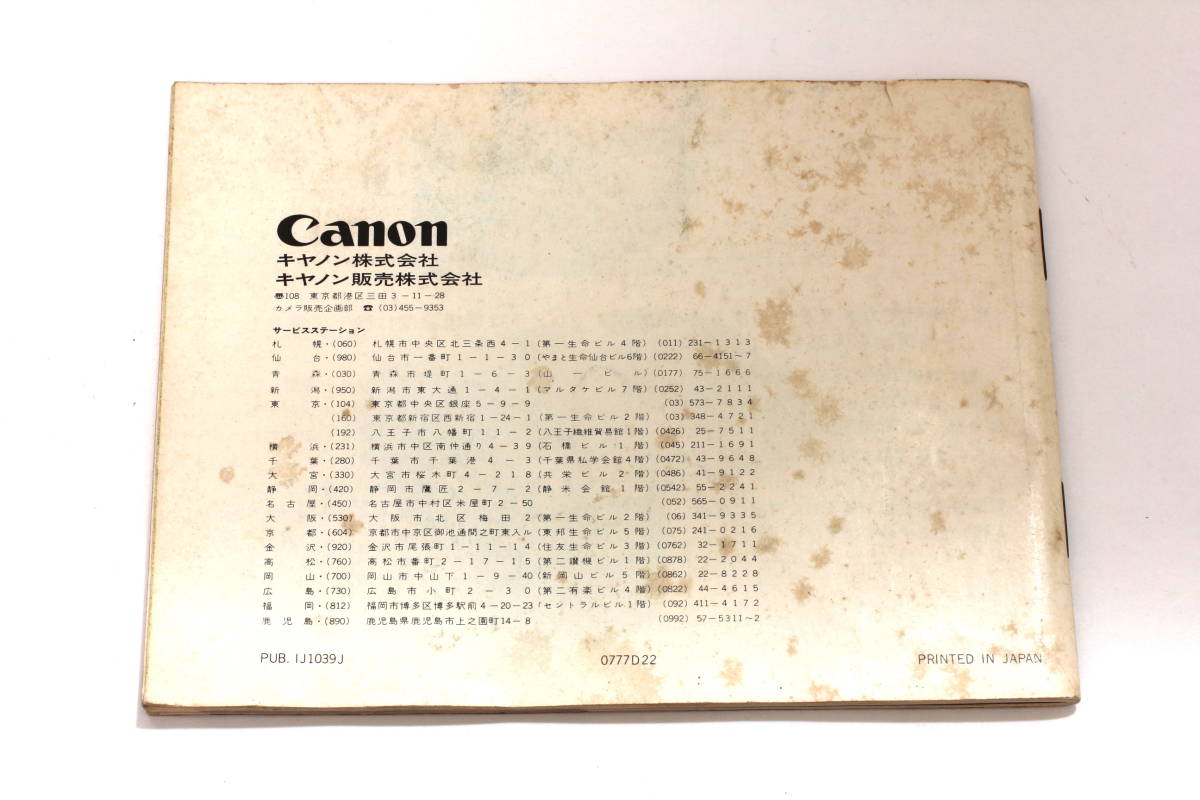 Canon
キヤノン株式会社
キヤノン販売株式会社
〠108 東京都港区三田3-11-28
カメラ販売企画部 ☎ (03)455-9353
サービスステーション
札幌・(060) 札幌市中央区北三条西4-1(第一生命ビル4階) (011)231-1313
仙台・(980) 仙台市一番町1-1-30(やまと生命仙台ビル6階) (0222) 66-4151~7
青森・(030) 青森市堤町1-6-3(山一ビル) (0177) 75-1666
新潟・(950) 新潟市東大通1-4-1(マルタケビル7階) (0252) 43-2111
東京・(104) 東京都中央区銀座5-9-9 (03)573-7834
(160) 東京都新宿区西新宿1-24-1(第一生命ビル2階) (03)348-4721
(192) 八王子市八幡町11-2(八王子繊維貿易館1階) (0426) 25-7511
横浜・(231) 横浜市中区南仲通り4-39(石橋ビル1階) (045)211-1691
千葉・(280) 千葉市千葉港4-3(千葉県私学会館4階) (0472) 43-9648
大宮・(330) 大宮市桜木町4-218(共栄ビル2階) (0486) 41-9122
静岡・(420) 静岡市鷹匠2-7-2(静米会館1階) (0542) 55-2241
名古屋・(450) 名古屋市中村区米屋町2-50 (052)565-0911
大阪・(530) 大阪市北区梅田2(第一生命ビル2階) (06)341-9335
京都・(604) 京都市中京区御池通間之町東入ル(東邦生命ビル5階) (075)241-0216
金沢・(920) 金沢市尾張町1-11-14(住友生命ビル3階) (0762) 32-1711
高松・(760) 高松市番町2-17-15(第二讃機ビル1階) (0878) 22-2044
岡山・(700) 岡山市中山下1-9-40(新岡山ビル5階) (0862) 22-8228
広島・(730) 広島市小町2-30(第二有楽ビル4階) (0822) 44-4615
福岡・(812) 福岡市博多区博多駅前4-20-23(セントラルビル1階) (092)411-4172
鹿児島・(890) 鹿児島県鹿児島市上之園町14-8 (0992) 57-5311~2
PUB. IJ1039J 0777D22 PRINTED IN JAPAN